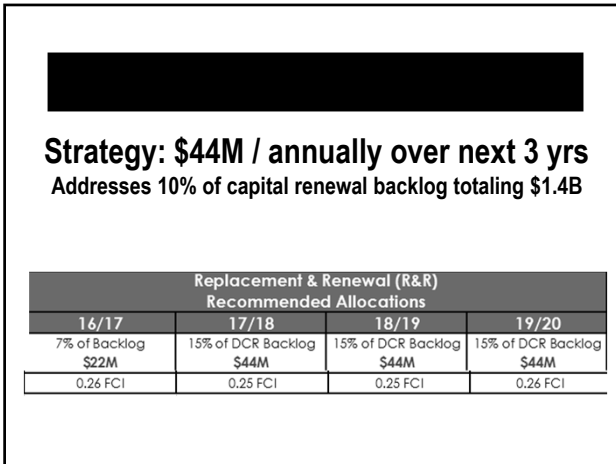 Strategy: $44M / annually over next 3 yrs
Addresses 10% of capital renewal backlog totaling $1.4B
Replacement & Renewal (R&R)
Recommended Allocations
16/17 17/18 18/19 19/20
7% of Backlog 15% of DCR Backlog 15% of DCR Backlog 15% of DCR Backlog
$22M $44M $44M $44M
0.26 FCI 0.25 FCI 0.25 FCI 0.26 FCI